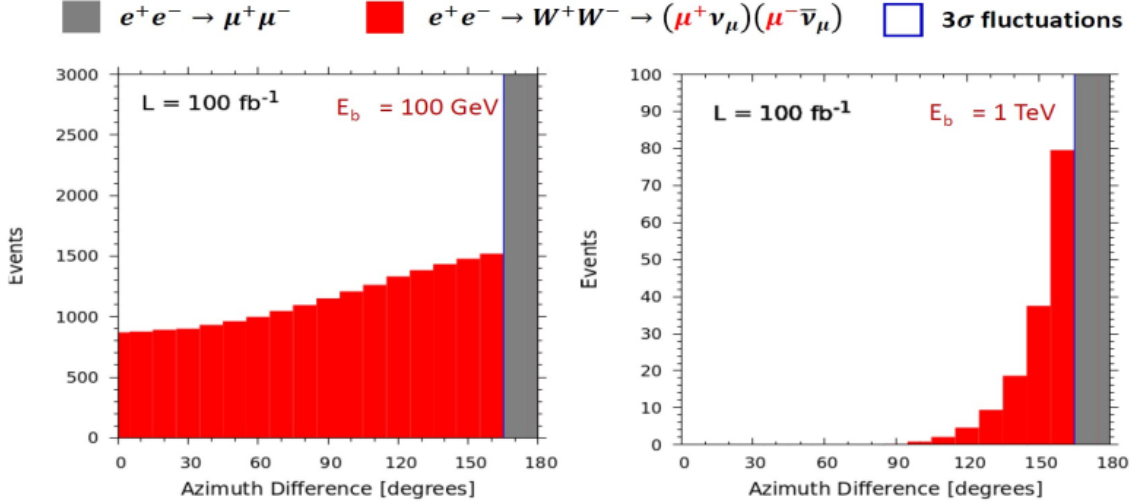 e⁺e⁻ → μ⁺μ⁻ e⁺e⁻ → W⁺W⁻ → (μ⁺ν_μ)(μ⁻ν̅_μ) 3σ fluctuations
L = 100 fb⁻¹ E_b = 100 GeV
3000
2500
2000
1500
1000
500
0
Events
0 30 60 90 120 150 180
Azimuth Difference [degrees]
L = 100 fb⁻¹ E_b = 1 TeV
100
90
80
70
60
50
40
30
20
10
0
Events
0 30 60 90 120 150 180
Azimuth Difference [degrees]